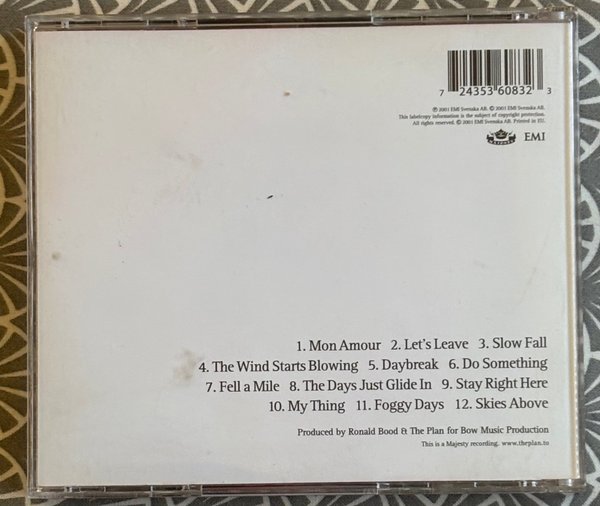 7 24353 60832 3
℗ 2001 EMI Svenska AB. © 2001 EMI Svenska AB.
This labelcopy information is the subject of copyright protection.
All rights reserved. © 2001 EMI Svenska AB. Printed in EU.
EMI
1. Mon Amour 2. Let's Leave 3. Slow Fall
4. The Wind Starts Blowing 5. Daybreak 6. Do Something
7. Fell a Mile 8. The Days Just Glide In 9. Stay Right Here
10. My Thing 11. Foggy Days 12. Skies Above
Produced by Ronald Bood & The Plan for Bow Music Production
This is a Majesty recording. www.theplan.to